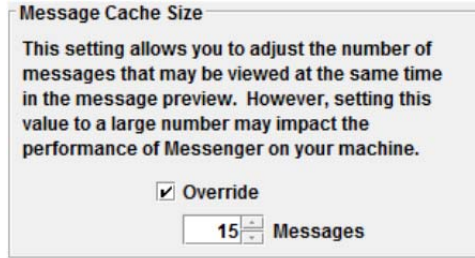 Message Cache Size
This setting allows you to adjust the number of
messages that may be viewed at the same time
in the message preview. However, setting this
value to a large number may impact the
performance of Messenger on your machine.
Override
15 Messages